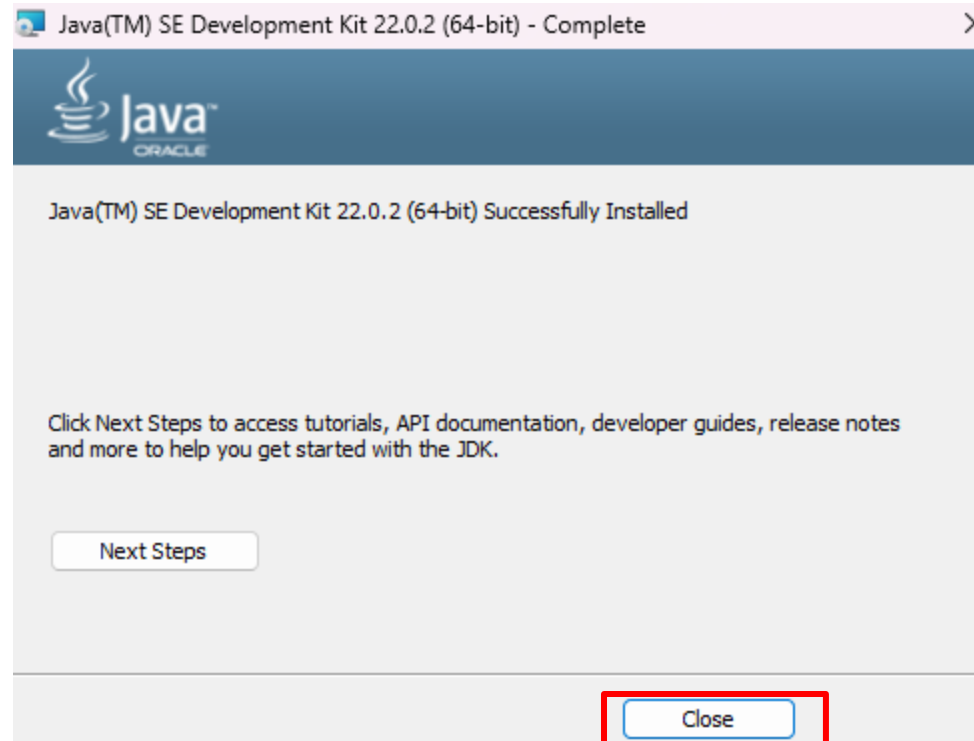 Java(TM) SE Development Kit 22.0.2 (64-bit) - Complete
Java™
ORACLE
Java(TM) SE Development Kit 22.0.2 (64-bit) Successfully Installed
Click Next Steps to access tutorials, API documentation, developer guides, release notes
and more to help you get started with the JDK.
Next Steps
Close